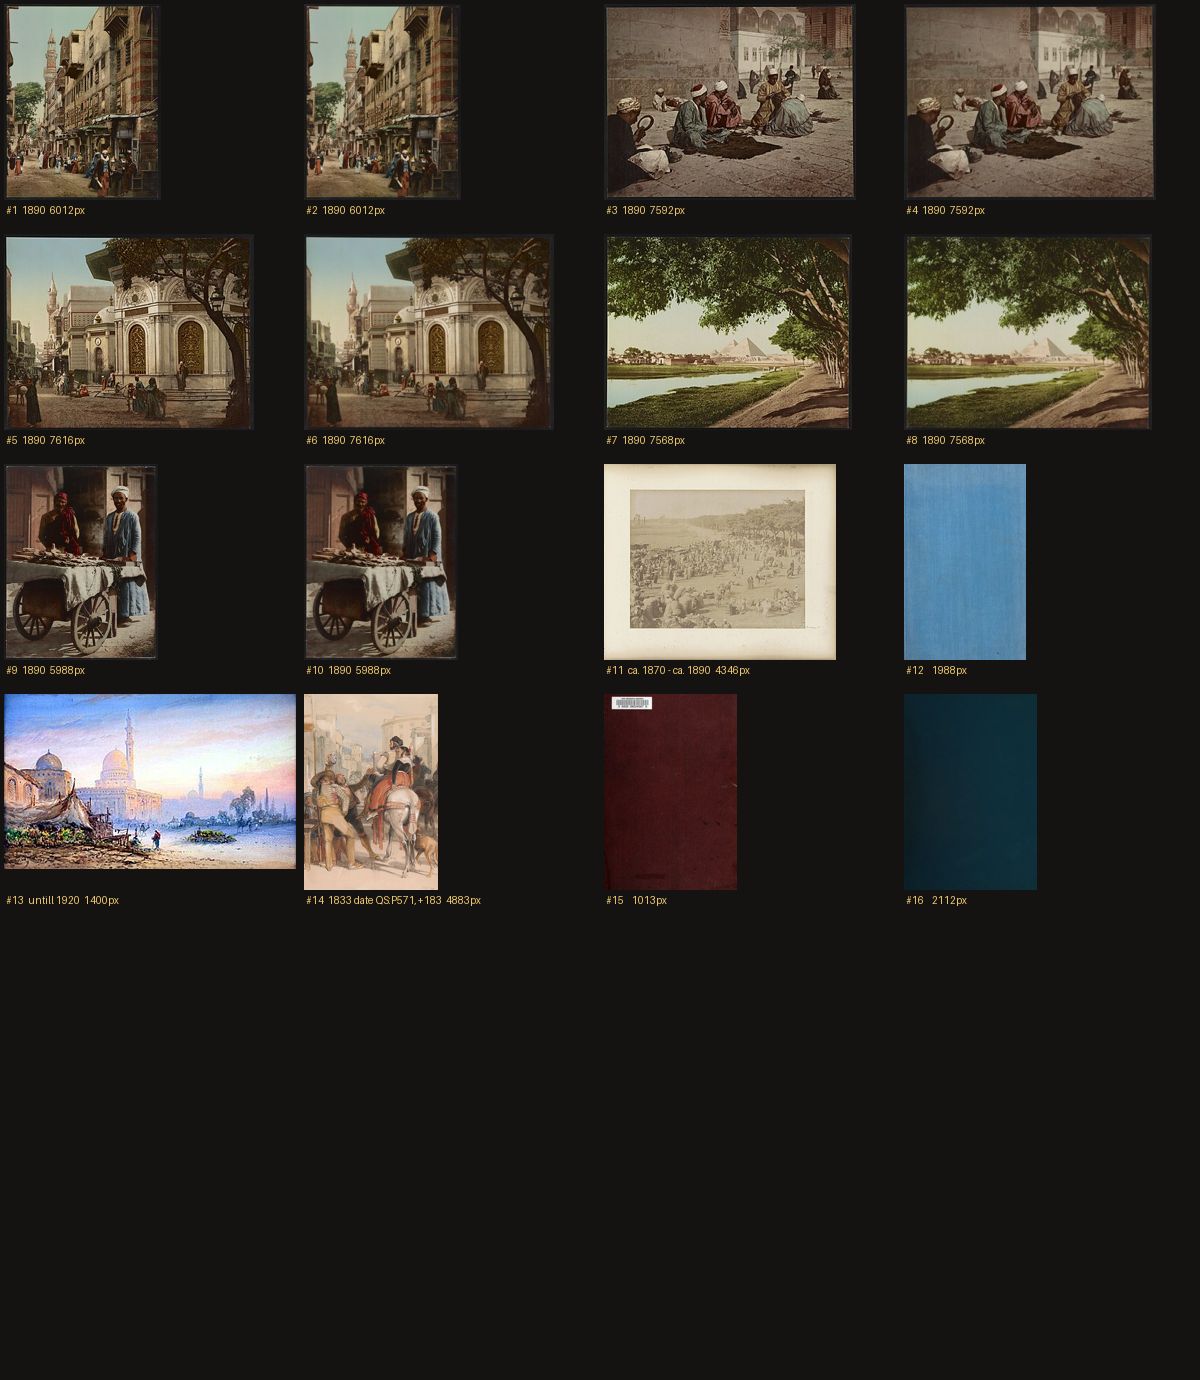 #1 1890 6012px
#2 1890 6012px
#3 1890 7592px
#4 1890 7592px
#5 1890 7616px
#6 1890 7616px
#7 1890 7568px
#8 1890 7568px
#9 1890 5988px
#10 1890 5988px
#11 ca. 1870 - ca. 1890 4346px
#12 1988px
#13 untill 1920 1400px
#14 1833 date QS:P571,+183 4883px
#15 1013px
#16 2112px